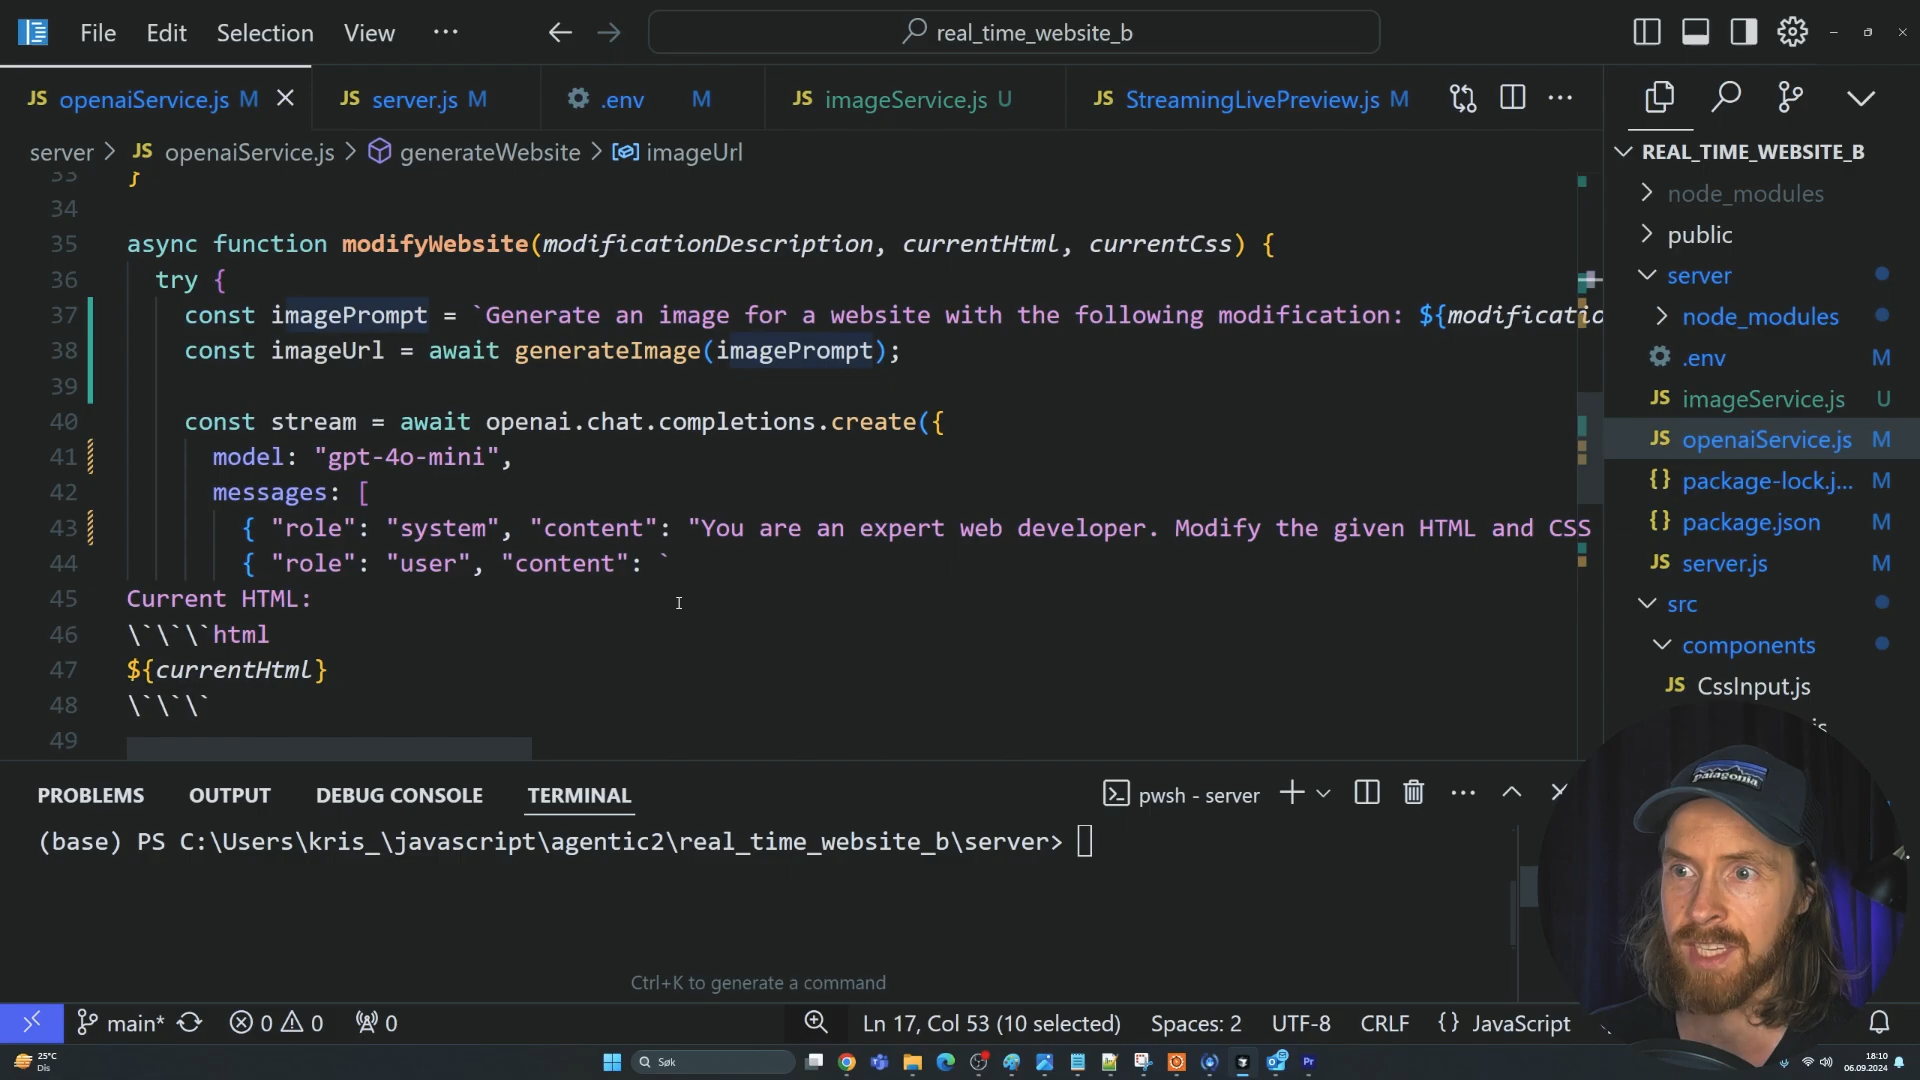 File Edit Selection View ··· real_time_website_b
JS openaiService.js M JS server.js M .env M JS imageService.js U JS StreamingLivePreview.js M
server > JS openaiService.js > generateWebsite > imageUrl
33 }
34
35 async function modifyWebsite(modificationDescription, currentHtml, currentCss) {
36 try {
37 const imagePrompt = `Generate an image for a website with the following modification: ${modificatio
38 const imageUrl = await generateImage(imagePrompt);
39
40 const stream = await openai.chat.completions.create({
41 model: "gpt-4o-mini",
42 messages: [
43 { "role": "system", "content": "You are an expert web developer. Modify the given HTML and CSS
44 { "role": "user", "content": `
45 Current HTML:
46 \`\`\`html
47 ${currentHtml}
48 \`\`\`
49
REAL_TIME_WEBSITE_B
node_modules
public
server
node_modules
.env M
JS imageService.js U
JS openaiService.js M
{} package-lock.j... M
{} package.json M
JS server.js M
src
components
JS CssInput.js
patagonia
PROBLEMS OUTPUT DEBUG CONSOLE TERMINAL pwsh - server
(base) PS C:\Users\kris_\javascript\agentic2\real_time_website_b\server>
Ctrl+K to generate a command
main* 0 0 0 Ln 17, Col 53 (10 selected) Spaces: 2 UTF-8 CRLF {} JavaScript
25°C
Dis
Søk
Pr
18:10
06.09.2024